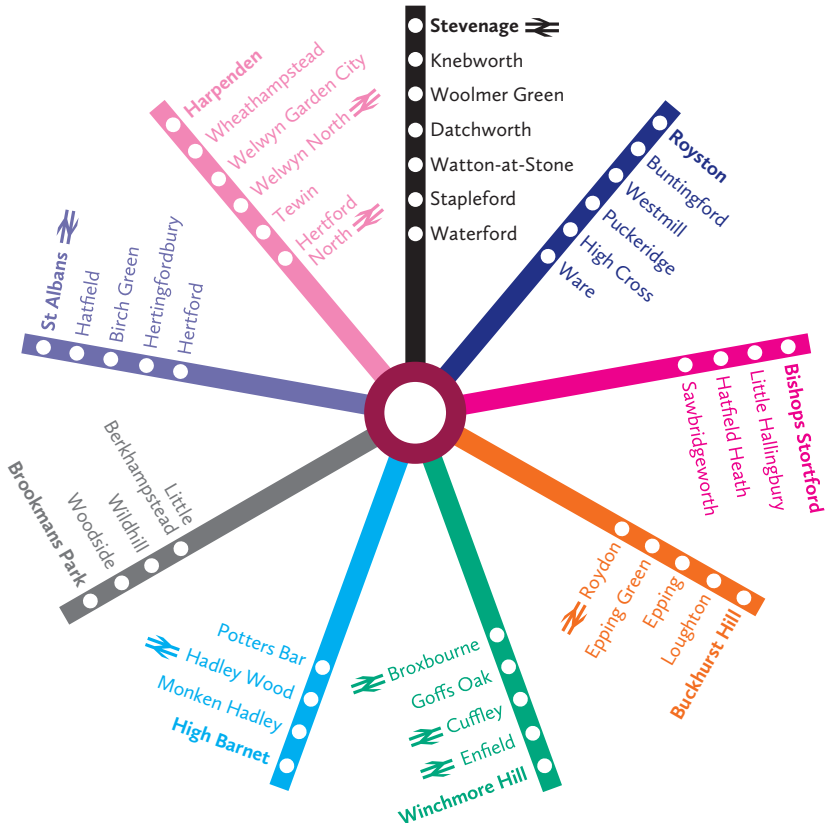 Stevenage
Knebworth
Woolmer Green
Datchworth
Watton-at-Stone
Stapleford
Waterford
Royston
Buntingford
Westmill
Puckeridge
High Cross
Ware
Bishops Stortford
Little Hallingbury
Hatfield Heath
Sawbridgeworth
Roydon
Epping Green
Epping
Loughton
Buckhurst Hill
Broxbourne
Goffs Oak
Cuffley
Enfield
Winchmore Hill
Potters Bar
Hadley Wood
Monken Hadley
High Barnet
Brookmans Park
Woodside
Wildhill
Little
Berkhampstead
St Albans
Hatfield
Birch Green
Hertingfordbury
Hertford
Harpenden
Wheathampstead
Welwyn Garden City
Welwyn North
Tewin
Hertford
North